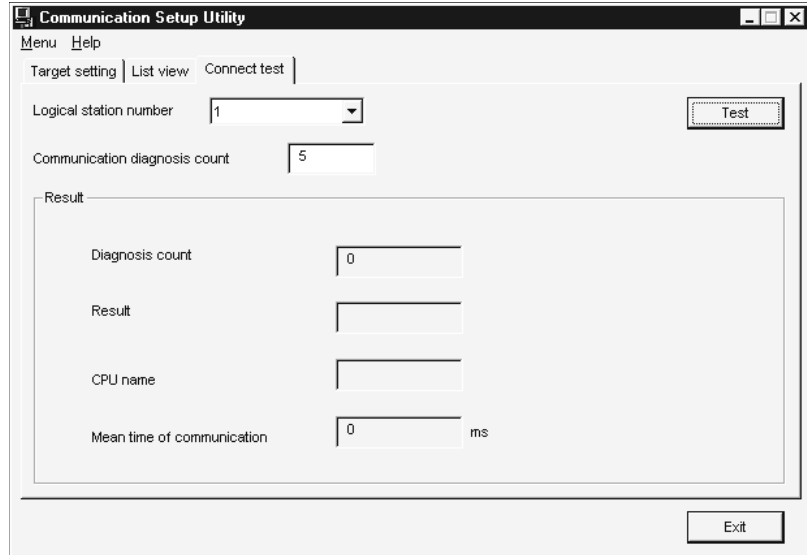 Communication Setup Utility
Menu Help
Target setting List view Connect test
Logical station number 1 Test
Communication diagnosis count 5
Result
Diagnosis count 0
Result
CPU name
Mean time of communication 0 ms
Exit